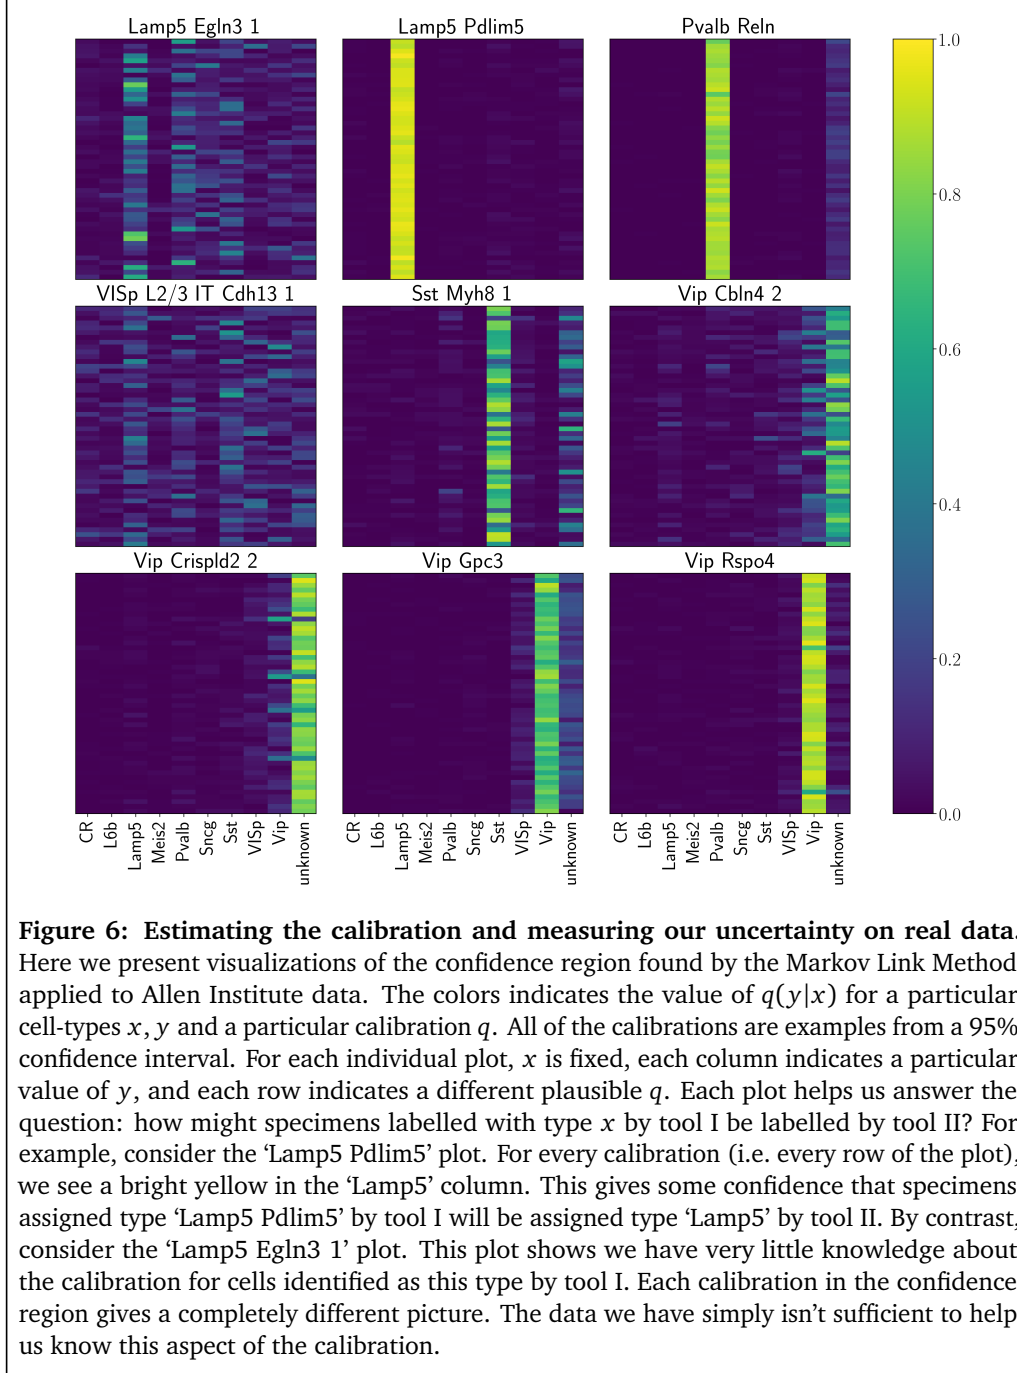 Lamp5 Egln3 1
Lamp5 Pdlim5
Pvalb Reln
1.0
0.8
VISp L2/3 IT Cdh13 1
Sst Myh8 1
Vip Cbln4 2
0.6
0.4
Vip Crispld2 2
Vip Gpc3
Vip Rspo4
0.2
0.0
CR
L6b
Lamp5
Meis2
Pvalb
Sncg
Sst
VISp
Vip
unknown
CR
L6b
Lamp5
Meis2
Pvalb
Sncg
Sst
VISp
Vip
unknown
CR
L6b
Lamp5
Meis2
Pvalb
Sncg
Sst
VISp
Vip
unknown
Figure 6: Estimating the calibration and measuring our uncertainty on real data.
Here we present visualizations of the confidence region found by the Markov Link Method
applied to Allen Institute data. The colors indicates the value of q(y|x) for a particular
cell-types x, y and a particular calibration q. All of the calibrations are examples from a 95%
confidence interval. For each individual plot, x is fixed, each column indicates a particular
value of y, and each row indicates a different plausible q. Each plot helps us answer the
question: how might specimens labelled with type x by tool I be labelled by tool II? For
example, consider the ‘Lamp5 Pdlim5’ plot. For every calibration (i.e. every row of the plot),
we see a bright yellow in the ‘Lamp5’ column. This gives some confidence that specimens
assigned type ‘Lamp5 Pdlim5’ by tool I will be assigned type ‘Lamp5’ by tool II. By contrast,
consider the ‘Lamp5 Egln3 1’ plot. This plot shows we have very little knowledge about
the calibration for cells identified as this type by tool I. Each calibration in the confidence
region gives a completely different picture. The data we have simply isn’t sufficient to help
us know this aspect of the calibration.